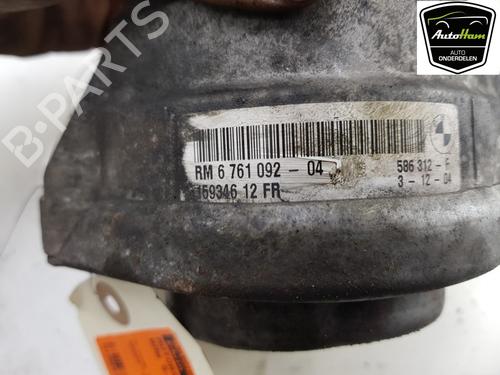 AutoHam
AUTO
ONDERDELEN
B-PARTS
RM 6 761 092 - 04
586 312-F
159346 12 FR
3 - 12 - 04